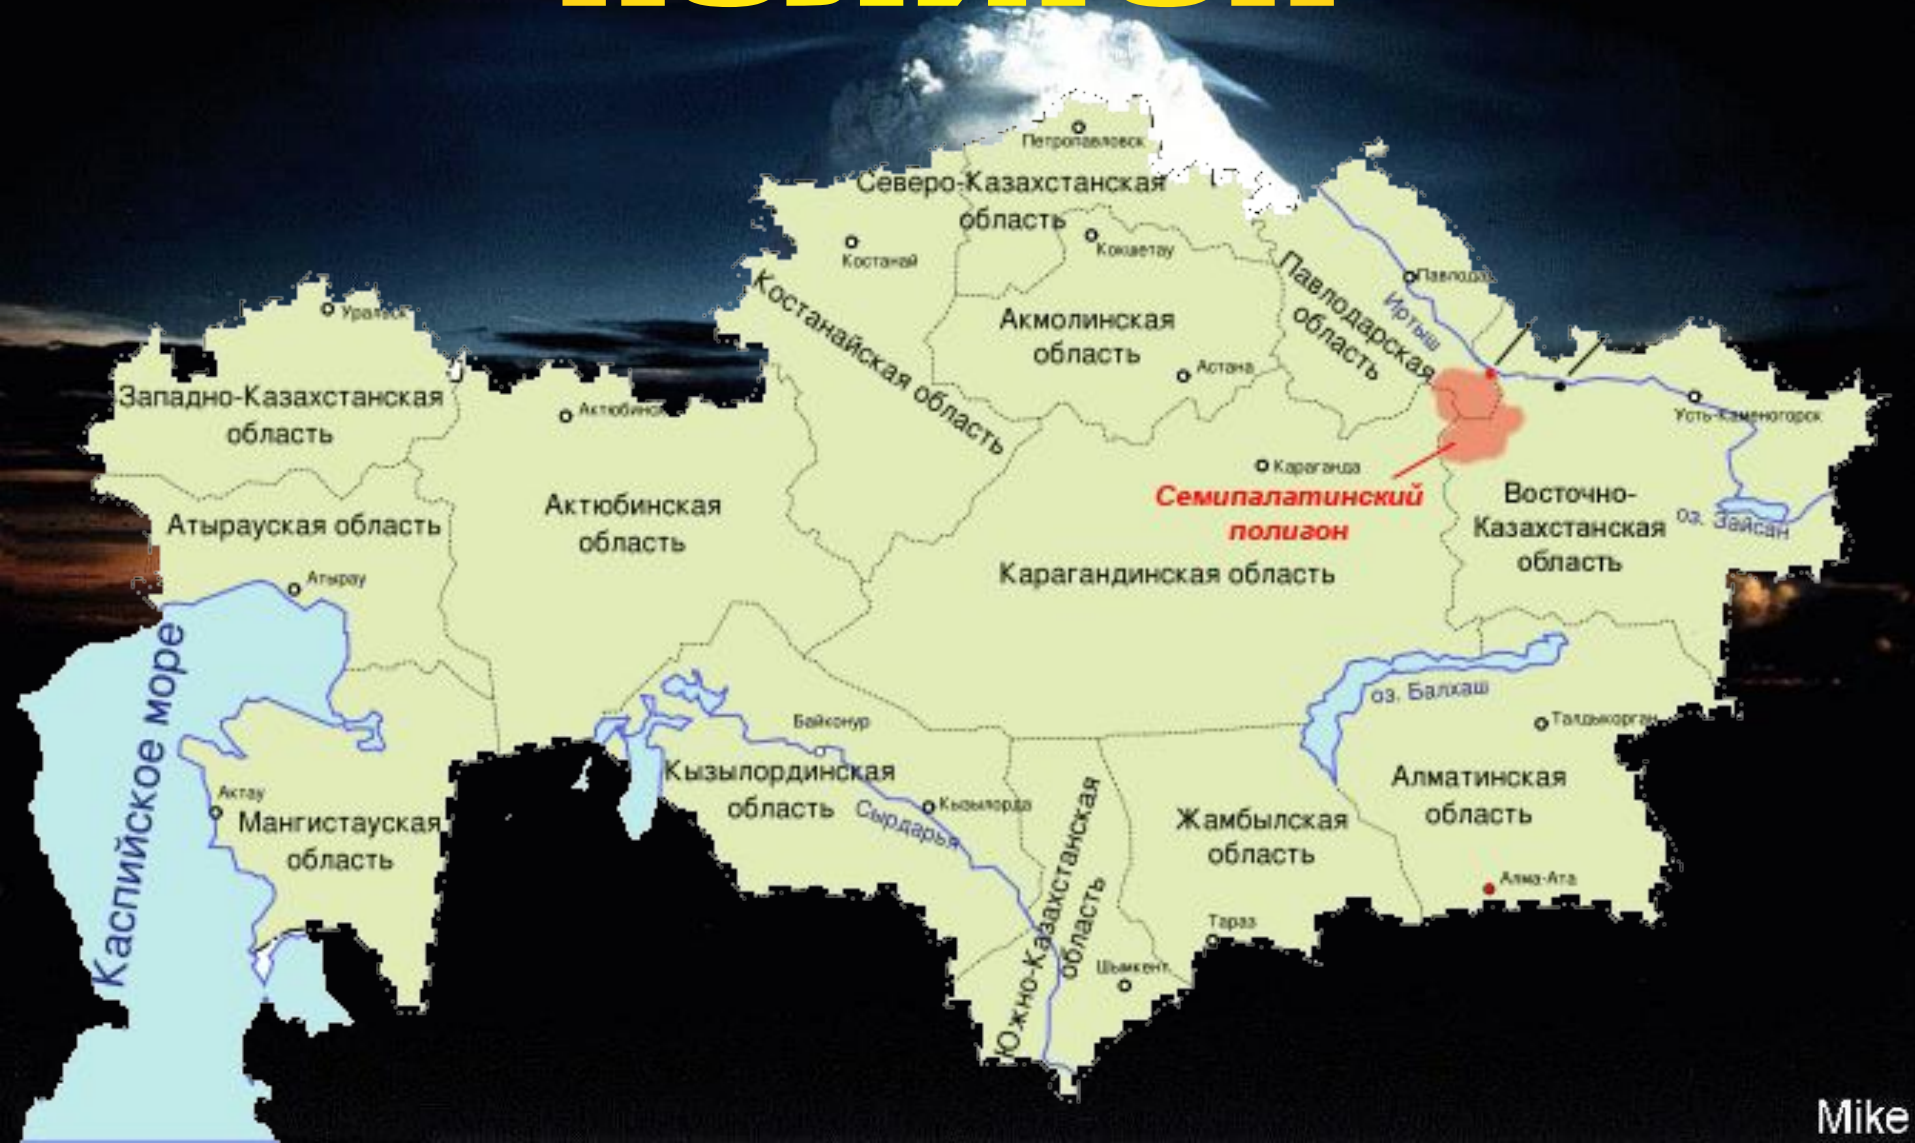 Петропавловск
Северо-Казахстанская
область
Кокшетау
Костанай
Костанайская область
Павлодарская
область
Павлодар
Иртыш
Уральск
Акмолинская
область
Астана
Западно-Казахстанская
область
Актюбинск
Усть-Каменогорск
Караганда
Семипалатинский
полигон
Восточно-
Казахстанская
область
оз. Зайсан
Актюбинская
область
Атырауская область
Атырау
Карагандинская область
Каспийское море
оз. Балхаш
Талдыкорган
Байконур
Кызылординская
область
Кызылорда
Сырдарья
Актау
Мангистауская
область
Южно-Казахстанская
область
Жамбылская
область
Алматинская
область
Алма-Ата
Тараз
Шымкент
Mike